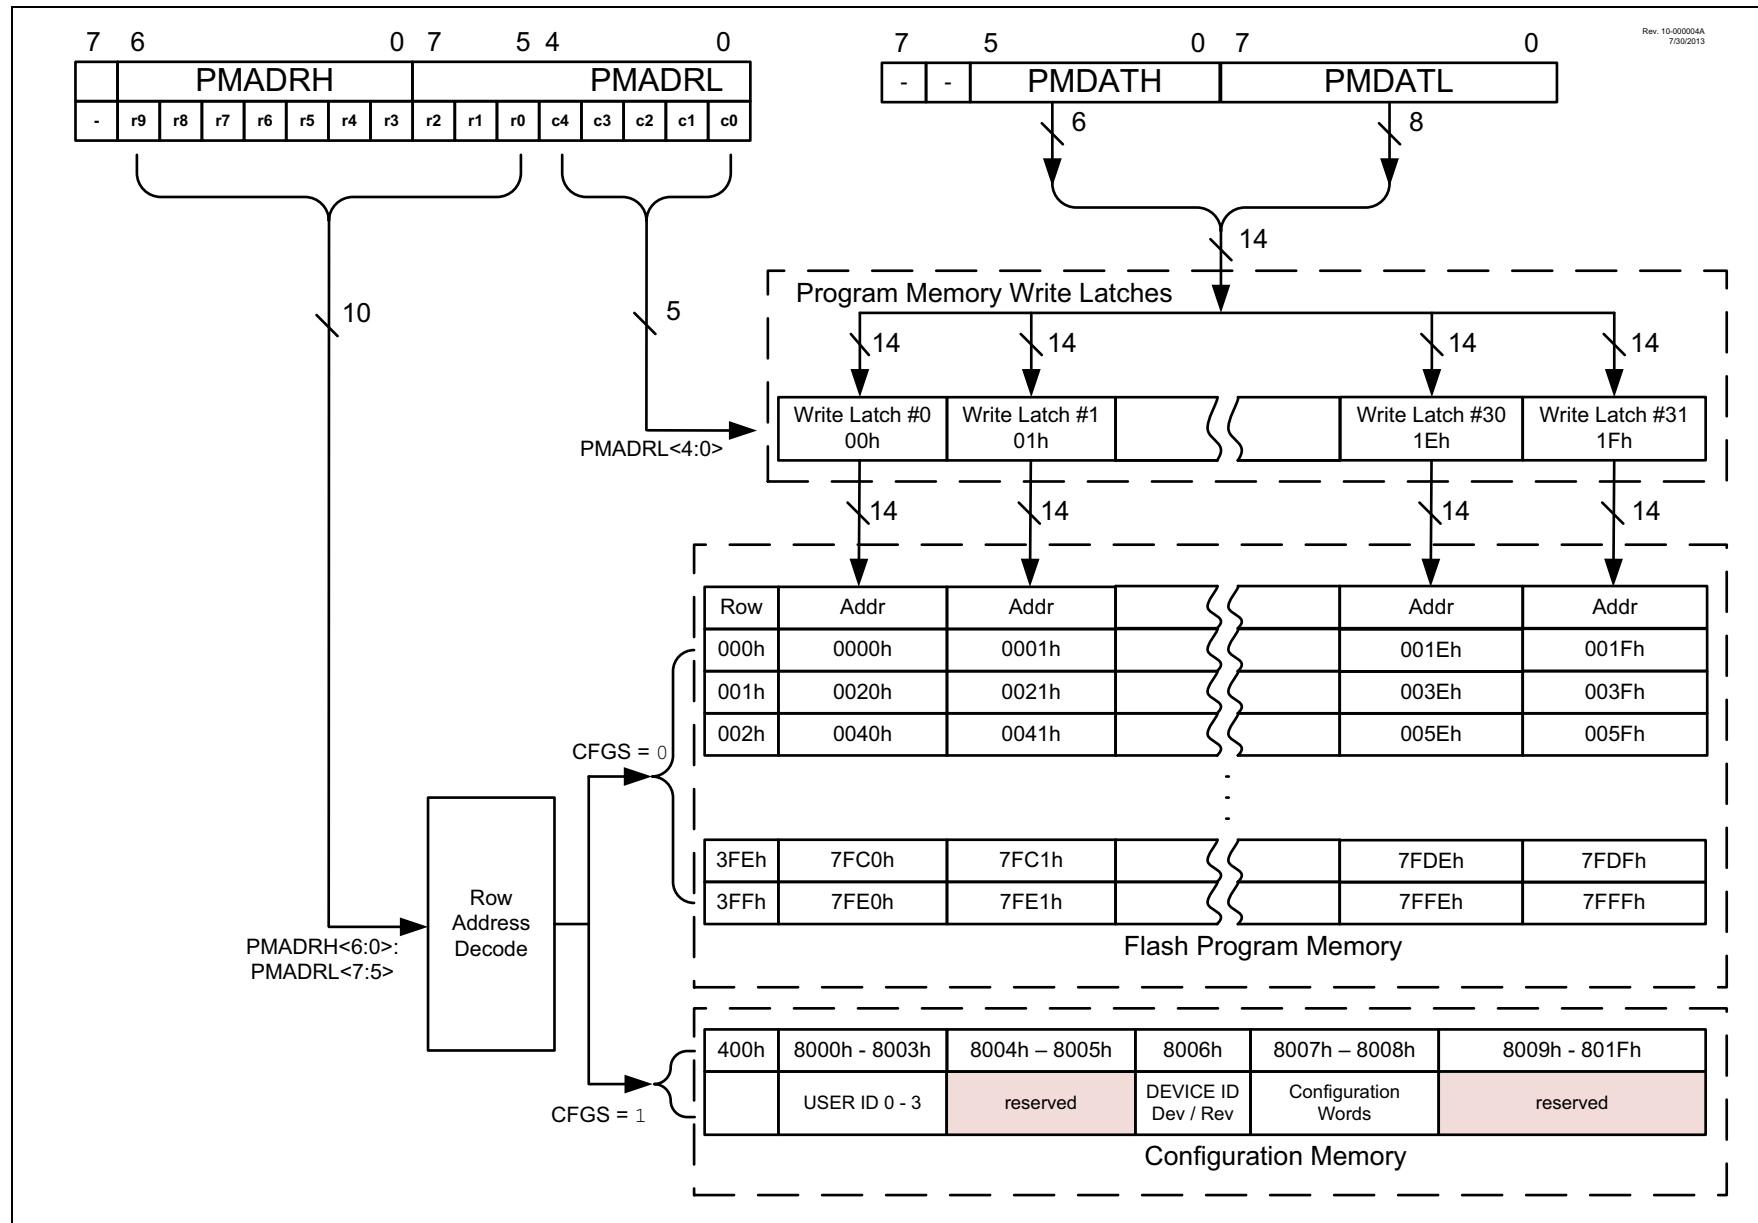 Rev. 10-000004A
7/30/2013
7 6 0 7 5 4 0
PMADRH PMADRL
- r9 r8 r7 r6 r5 r4 r3 r2 r1 r0 c4 c3 c2 c1 c0
7 5 0 7 0
- - PMDATH PMDATL
6 8
14
10
5
Program Memory Write Latches
14 14 14 14
Write Latch #0 Write Latch #1 Write Latch #30 Write Latch #31
00h 01h 1Eh 1Fh
PMADRL<4:0>
14 14 14 14
Row Addr Addr Addr Addr
000h 0000h 0001h 001Eh 001Fh
001h 0020h 0021h 003Eh 003Fh
002h 0040h 0041h 005Eh 005Fh
CFGS = 0
3FEh 7FC0h 7FC1h 7FDEh 7FDFh
3FFh 7FE0h 7FE1h 7FFEh 7FFFh
Flash Program Memory
Row
Address
Decode
PMADRH<6:0>:
PMADRL<7:5>
400h 8000h - 8003h 8004h – 8005h 8006h 8007h – 8008h 8009h - 801Fh
USER ID 0 - 3 reserved DEVICE ID Configuration reserved
Dev / Rev Words
CFGS = 1
Configuration Memory